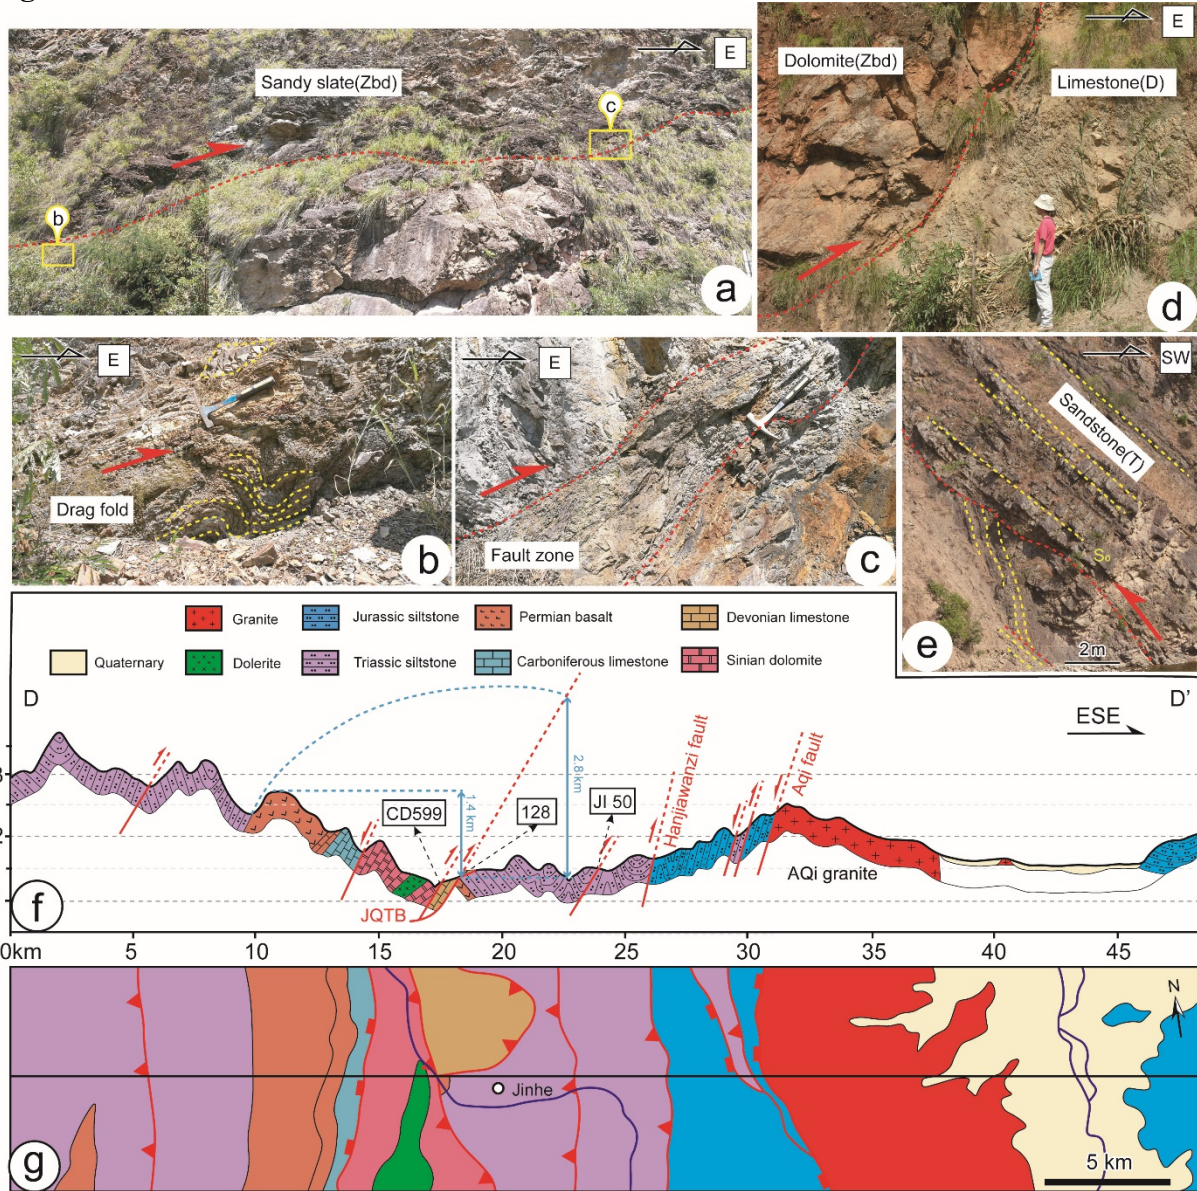 E
Sandy slate(Zbd)
c
b
a
E
Dolomite(Zbd)
Limestone(D)
d
E
Drag fold
b
E
Fault zone
c
SW
Sandstone(T)
S₀
e
2 m
Granite
Jurassic siltstone
Permian basalt
Devonian limestone
Quaternary
Dolerite
Triassic siltstone
Carboniferous limestone
Sinian dolomite
D
D'
ESE
2.8 km
1.4 km
CD599
128
JI 50
Hanjiawanzi fault
Aqi fault
AQi granite
JQTB
f
0km
5
10
15
20
25
30
35
40
45
N
Jinhe
5 km
g